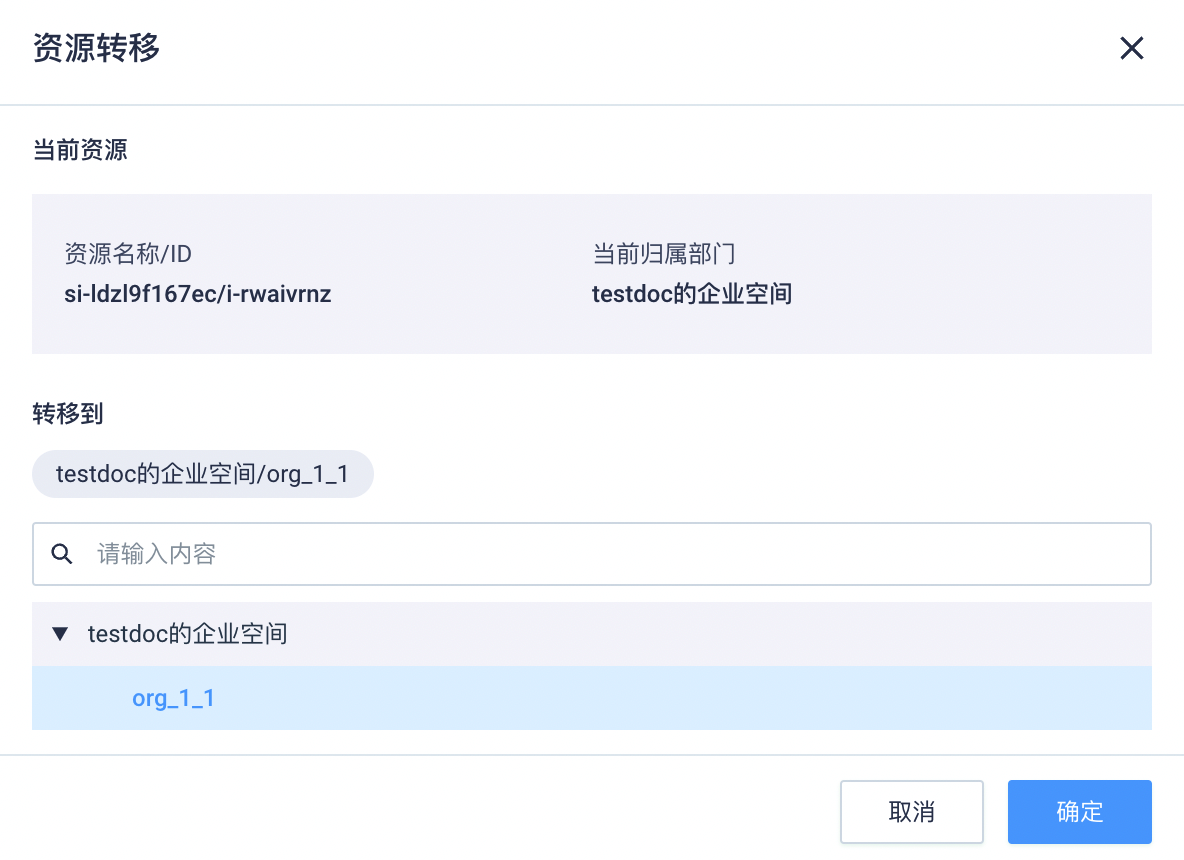 资源转移
当前资源
资源名称/ID
si-ldzl9f167ec/i-rwaivrnz
当前归属部门
testdoc的企业空间
转移到
testdoc的企业空间/org_1_1
请输入内容
testdoc的企业空间
org_1_1
取消
确定